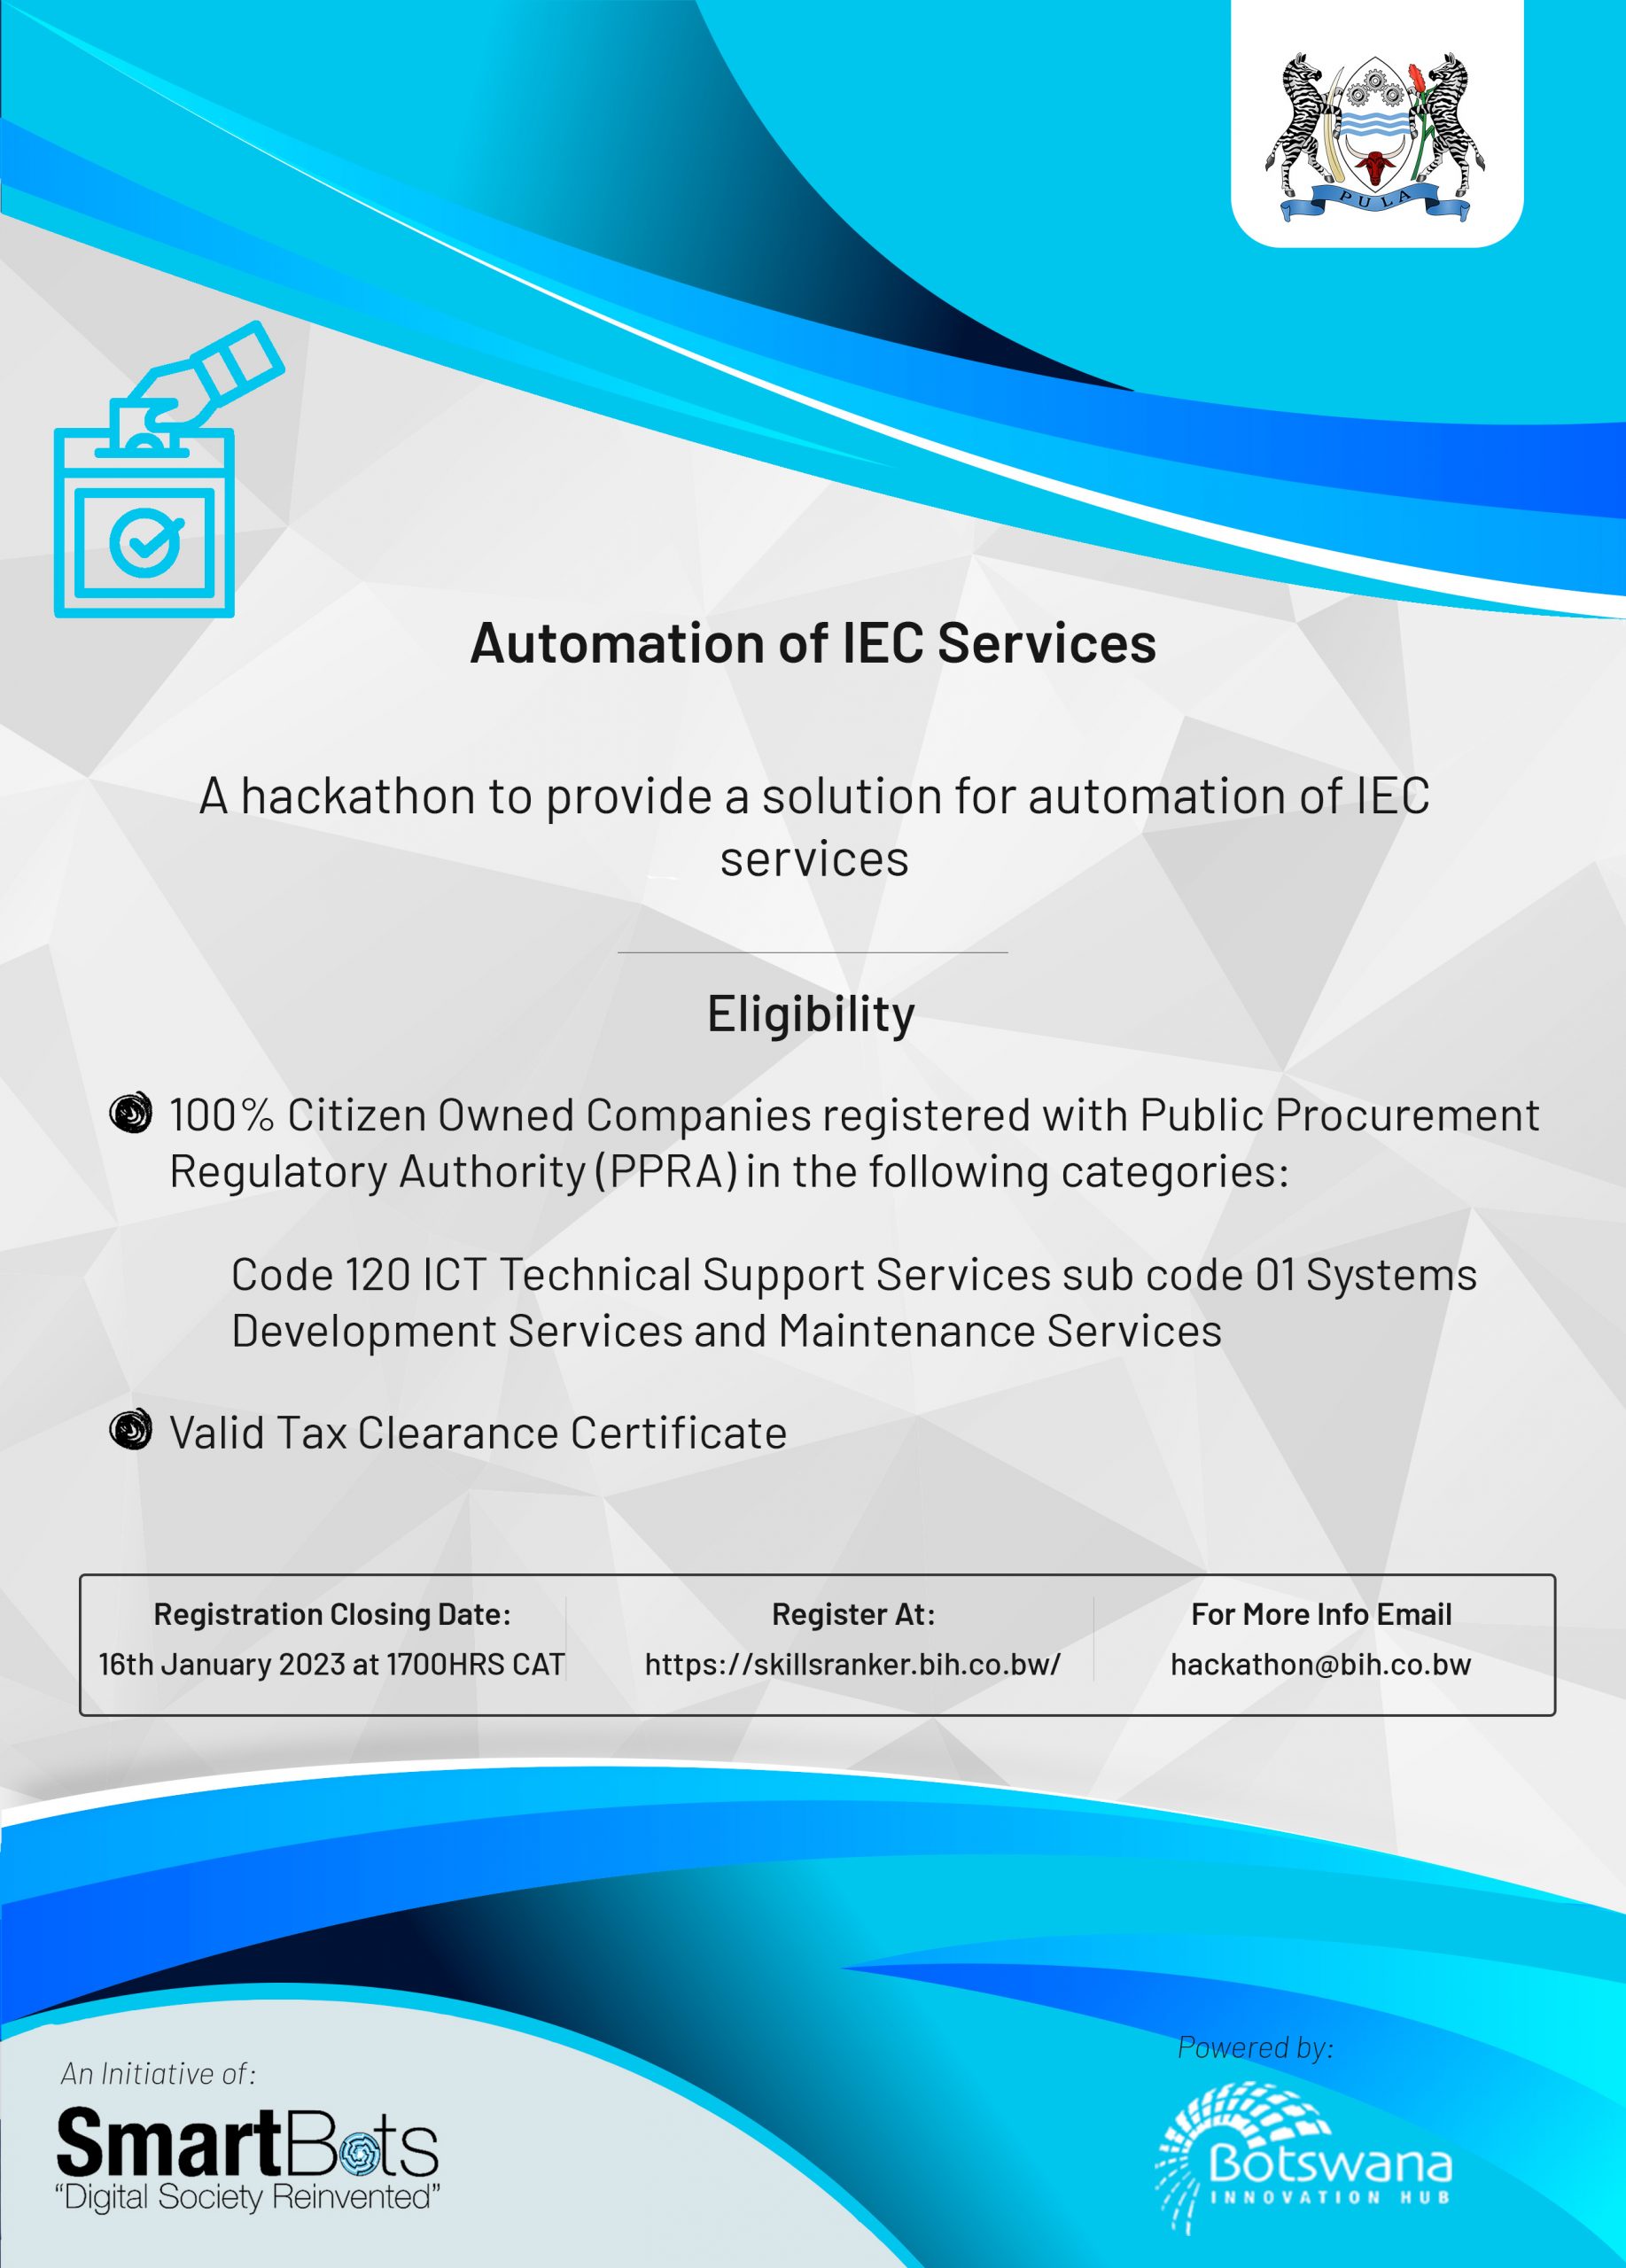 PULA
Automation of IEC Services
A hackathon to provide a solution for automation of IEC
services
Eligibility
100% Citizen Owned Companies registered with Public Procurement
Regulatory Authority (PPRA) in the following categories:
Code 120 ICT Technical Support Services sub code 01 Systems
Development Services and Maintenance Services
Valid Tax Clearance Certificate
Registration Closing Date:
16th January 2023 at 1700HRS CAT
Register At:
https://skillsranker.bih.co.bw/
For More Info Email
hackathon@bih.co.bw
An Initiative of:
SmartBots
“Digital Society Reinvented”
Powered by:
Botswana
INNOVATION HUB